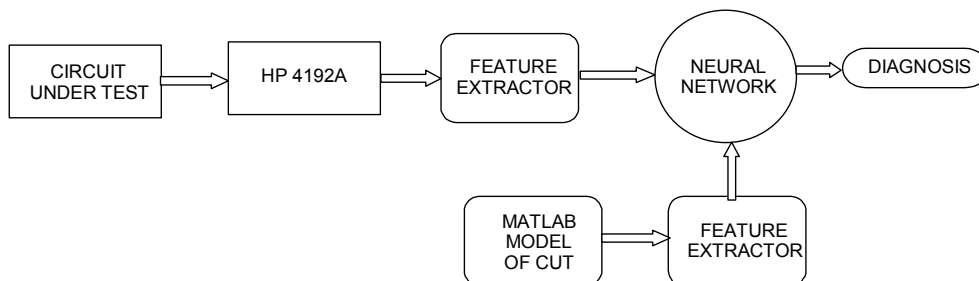 CIRCUIT
UNDER TEST
HP 4192A
FEATURE
EXTRACTOR
NEURAL
NETWORK
DIAGNOSIS
MATLAB
MODEL
OF CUT
FEATURE
EXTRACTOR